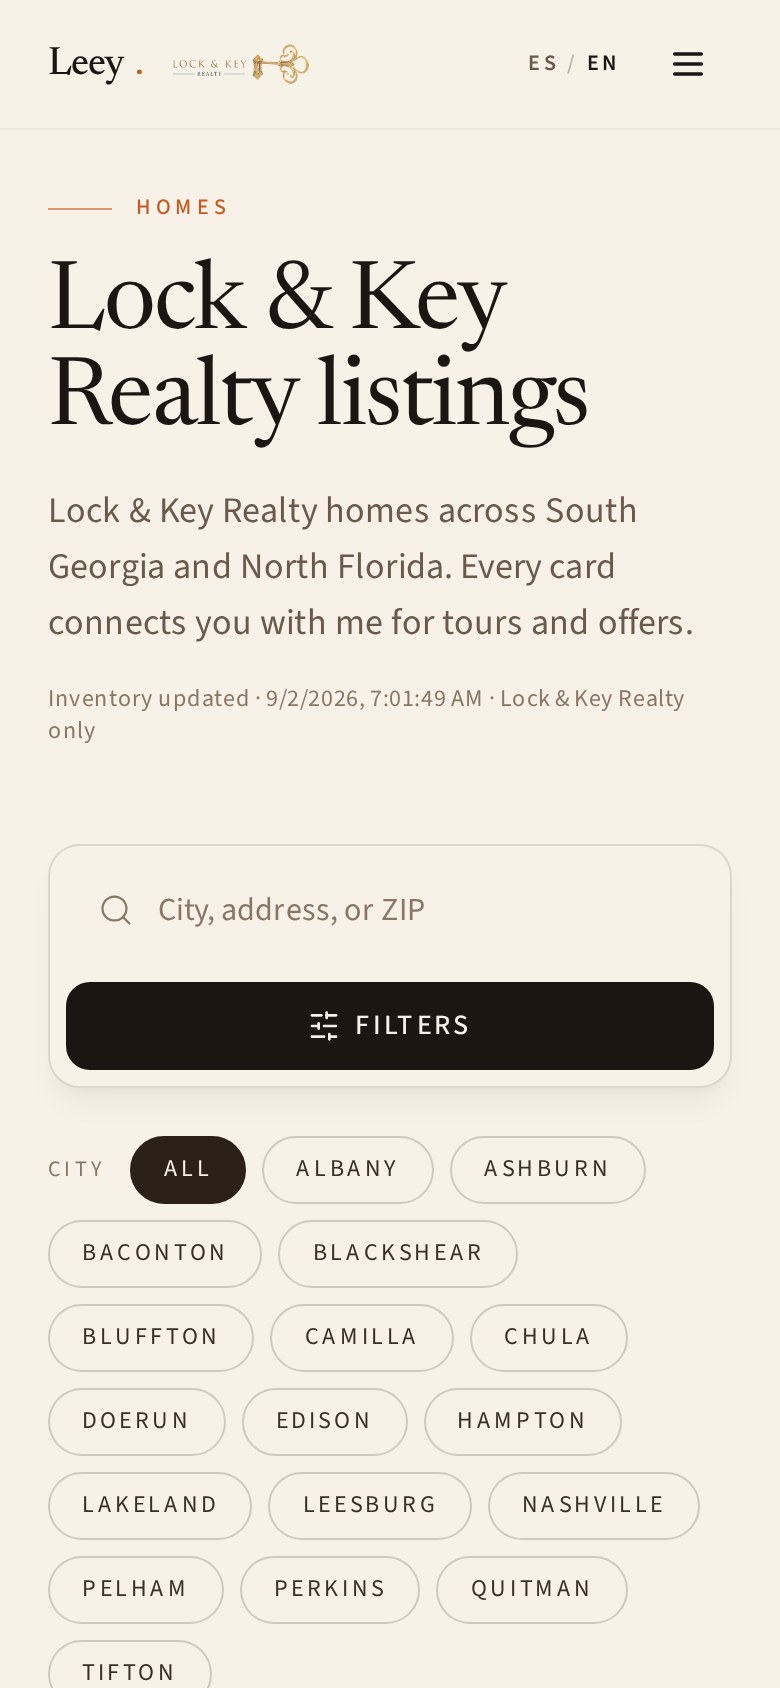 Leey .
LOCK & KEY
REALTY
ES / EN
HOMES
Lock & Key
Realty listings
Lock & Key Realty homes across South
Georgia and North Florida. Every card
connects you with me for tours and offers.
Inventory updated · 9/2/2026, 7:01:49 AM · Lock & Key Realty
only
City, address, or ZIP
FILTERS
CITY ALL ALBANY ASHBURN
BACONTON BLACKSHEAR
BLUFFTON CAMILLA CHULA
DOERUN EDISON HAMPTON
LAKELAND LEESBURG NASHVILLE
PELHAM PERKINS QUITMAN
TIFTON